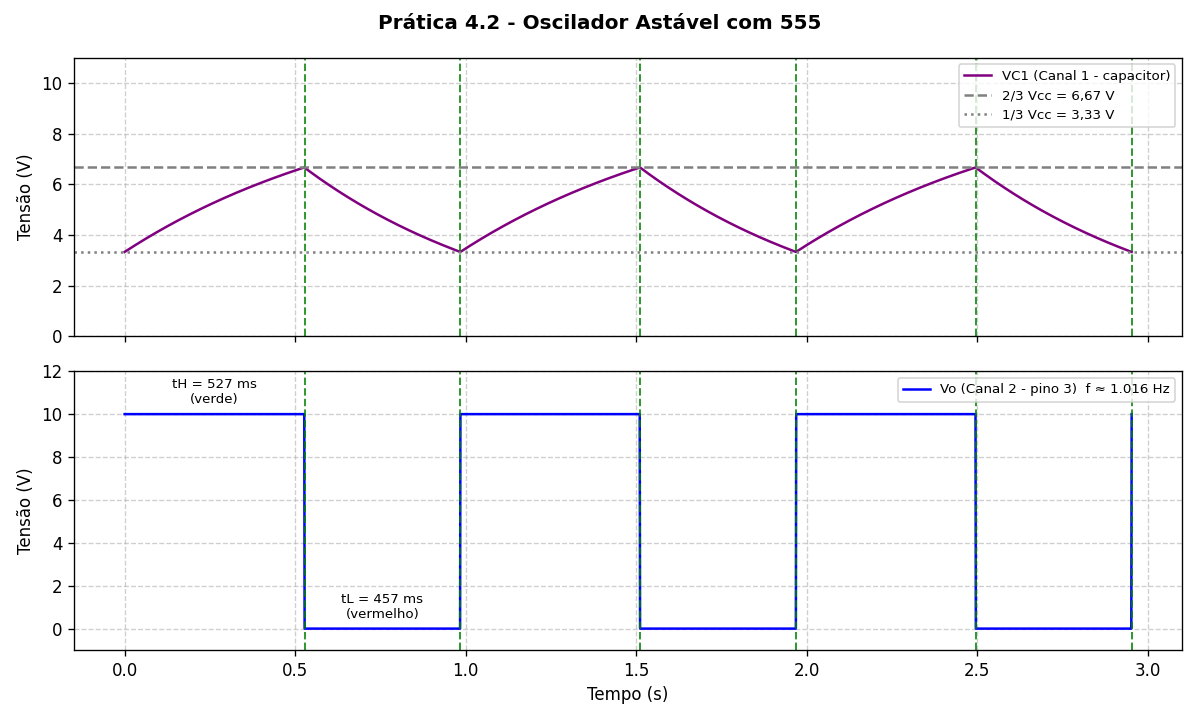 Prática 4.2 - Oscilador Astável com 555
Tensão (V)
10
8
6
4
2
0
VC1 (Canal 1 - capacitor)
2/3 Vcc = 6,67 V
1/3 Vcc = 3,33 V
Tensão (V)
12
10
8
6
4
2
0
tH = 527 ms
(verde)
tL = 457 ms
(vermelho)
Vo (Canal 2 - pino 3)  f ≈ 1.016 Hz
0.0
0.5
1.0
1.5
2.0
2.5
3.0
Tempo (s)